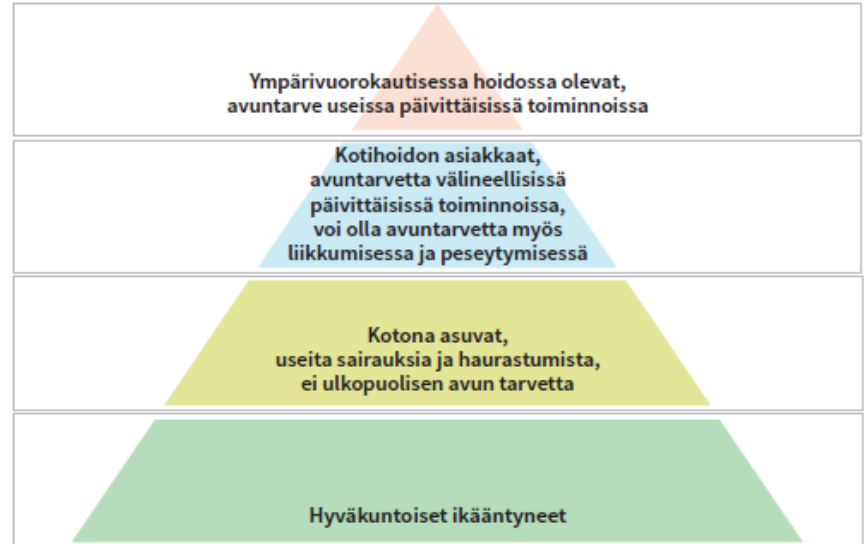 Ympärivuorokautisessa hoidossa olevat,
avuntarve useissa päivittäisissä toiminnoissa
Kotihoidon asiakkaat,
avuntarvetta välineellisissä
päivittäisissä toiminnoissa,
voi olla avuntarvetta myös
liikkumisessa ja peseytymisessä
Kotona asuvat,
useita sairauksia ja haurastumista,
ei ulkopuolisen avun tarvetta
Hyväkuntoiset ikääntyneet